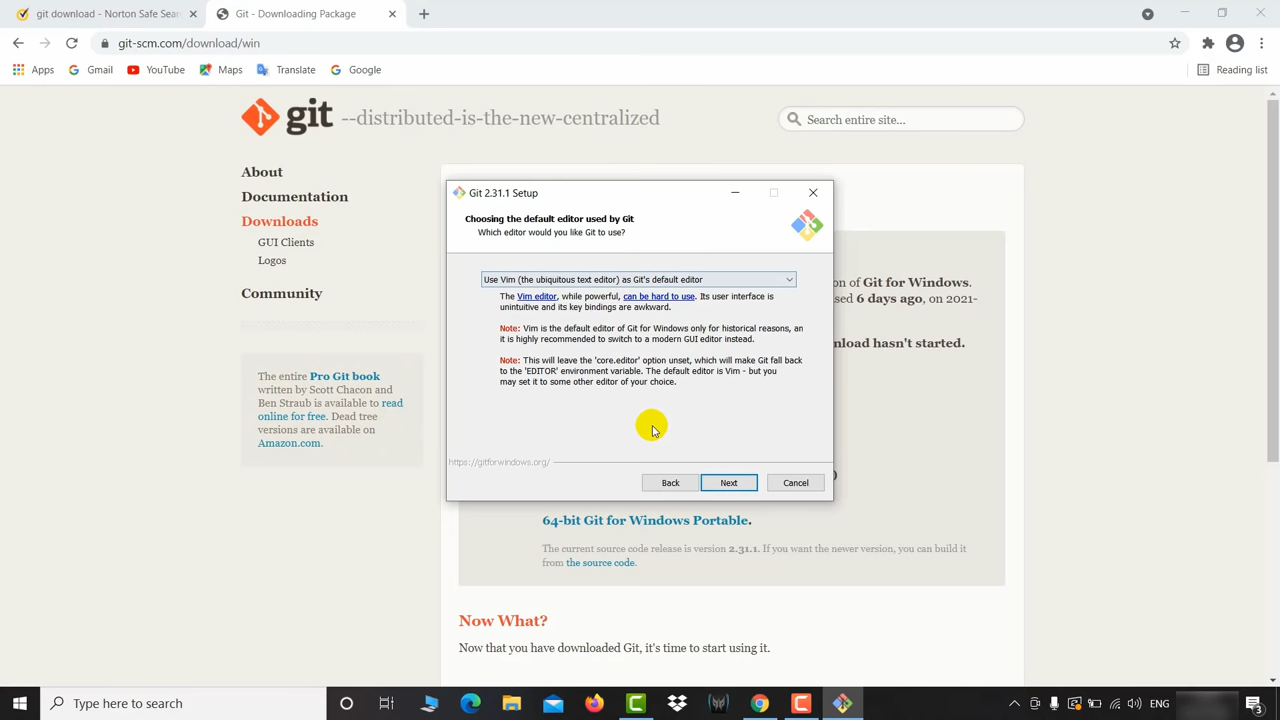 git download - Norton Safe Sear
Git - Downloading Package
git-scm.com/download/win
Apps
Gmail
YouTube
Maps
Translate
Google
Reading list
git --distributed-is-the-new-centralized
Search entire site...
About
Documentation
Downloads
GUI Clients
Logos
Community
The entire Pro Git book
written by Scott Chacon and
Ben Straub is available to read
online for free. Dead tree
versions are available on
Amazon.com.
Git 2.31.1 Setup
Choosing the default editor used by Git
Which editor would you like Git to use?
Use Vim (the ubiquitous text editor) as Git's default editor
The Vim editor, while powerful, can be hard to use. Its user interface is
unintuitive and its key bindings are awkward.
Note: Vim is the default editor of Git for Windows only for historical reasons, an
it is highly recommended to switch to a modern GUI editor instead.
Note: This will leave the 'core.editor' option unset, which will make Git fall back
to the 'EDITOR' environment variable. The default editor is Vim - but you
may set it to some other editor of your choice.
https://gitforwindows.org/
Back
Next
Cancel
on of Git for Windows.
sed 6 days ago, on 2021-
nload hasn't started.
)
64-bit Git for Windows Portable.
The current source code release is version 2.31.1. If you want the newer version, you can build it
from the source code.
Now What?
Now that you have downloaded Git, it's time to start using it.
Type here to search
ENG
3